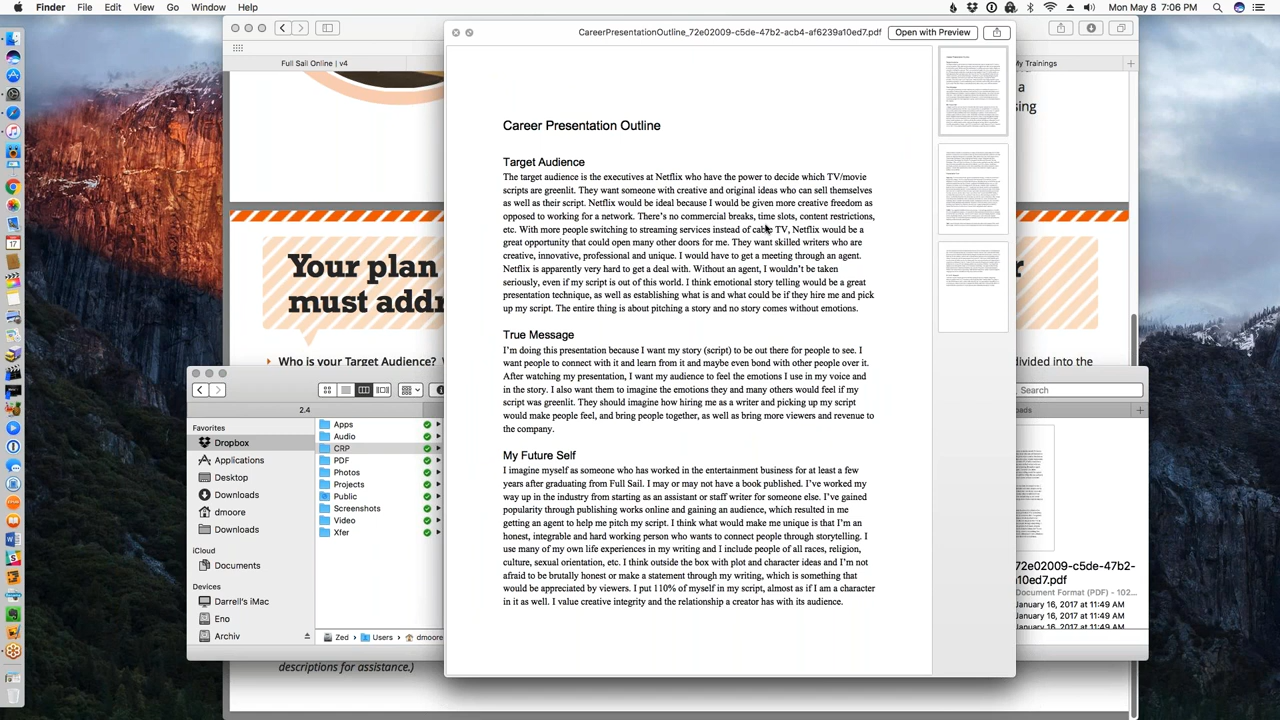 Finder File Edit View Go Window Help
Mon May 8 7:06 PM
CareerPresentationOutline_72e02009-c5de-47b2-acb4-af6239a10ed7.pdf
Open with Preview
Full Sail Online | v4
My Trainings
a
sing
Career Presentation Outline
Target Audience
The target audience is the executives at Netflix who have the power to decide which TV/movie
scripts are greenlit. They want someone with creative and original ideas who can sell themselves
as well as their script. Netflix would be ideal because I would be given more creative freedom as
opposed to working for a network. There's no commercial breaks, time slots, content restrictions,
etc. With more people switching to streaming services instead of cable TV, Netflix would be a
great opportunity that could open many other doors for me. They want skilled writers who are
creative, innovative, professional and unique. I would have to get a meeting through an agent.
Netflix is apparently very hard to get a deal with. Without an agent, I wouldn't be taken
seriously, even if my script is out of this world. I think emotional story telling would be a great
presentation technique, as well as establishing what is and what could be if they hire me and pick
up my script. The entire thing is about pitching a story and no story comes without emotions.
True Message
I'm doing this presentation because I want my story (script) to be out there for people to see. I
want people to connect with it and learn from it and maybe even bond with other people over it.
After watching my presentation, I want my audience to feel the emotions I use in my voice and
in the story. I also want them to imagine the emotions they and many others would feel if my
script was greenlit. They should imagine how hiring me as a writer and picking up my script
would make people feel, and bring people together, as well as bring more viewers and revenue to
the company.
My Future Self
I imagine myself as someone who has worked in the entertainment business for at least a few
years after graduating from Full Sail. I may or may not have a book published. I've worked my
way up in the industry from starting as an assistant or staff writer for someone else. I've gained
popularity through publishing works online and gaining an audience, which resulted in me
getting an agent to help me pitch my script. I think what would make me unique is that I'm an
honest, integrable and hard working person who wants to connect people through storytelling. I
use many of my own life experiences in my writing and I include people of all races, religion,
culture, sexual orientation, etc. I think outside the box with plot and character ideas and I'm not
afraid to be brutally honest or make a statement through my writing, which is something that
would be appreciated by viewers. I put 110% of myself in my script, almost as if I am a character
in it as well. I value creative integrity and the relationship a creator has with its audience.
Your plan
must addr
r
Who is your Target Audience?
divided into the
2.4
Search
oads
Favorites
Dropbox
Applications
Desktop
Downloads
dmoore
Downloads
iCloud
Documents
Devices
Darrell's iMac
Eno
Archiv
Apps
Audio
CRP
PDF
Photos
Projects
Public
Screenshots
Video
Xfer
Zed
Users
dmoore
72e02009-c5de-47b2-
10ed7.pdf
Document Format (PDF) - 102...
January 16, 2017 at 11:49 AM
January 16, 2017 at 11:49 AM
January 16, 2017 at 11:49 AM
descriptions for assistance.)
17